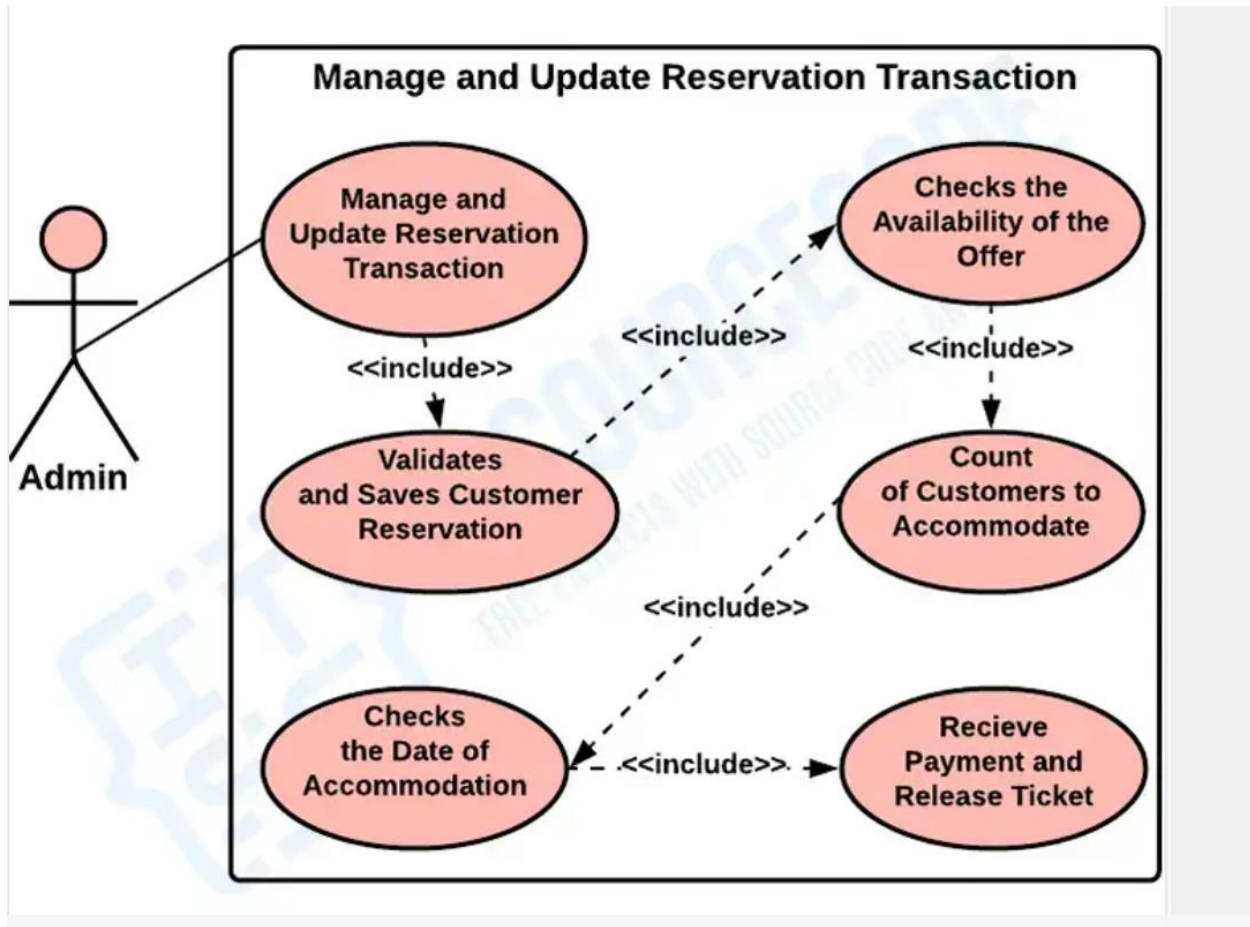 Manage and Update Reservation Transaction
Manage and
Update Reservation
Transaction
Checks the
Availability of the
Offer
<<include>>
<<include>>
<<include>>
Validates
and Saves Customer
Reservation
Count
of Customers to
Accommodate
Admin
<<include>>
Checks
the Date of
Accommodation
<<include>>
Recieve
Payment and
Release Ticket